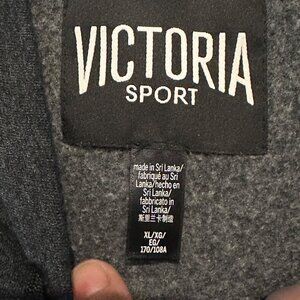 VICTORIA
SPORT
made in Sri Lanka/
fabriqué au Sri
Lanka/hecho en
Sri Lanka/
fabricato in
Sri Lanka/
斯里兰卡制造
XL/XG/
EG/
170/108A